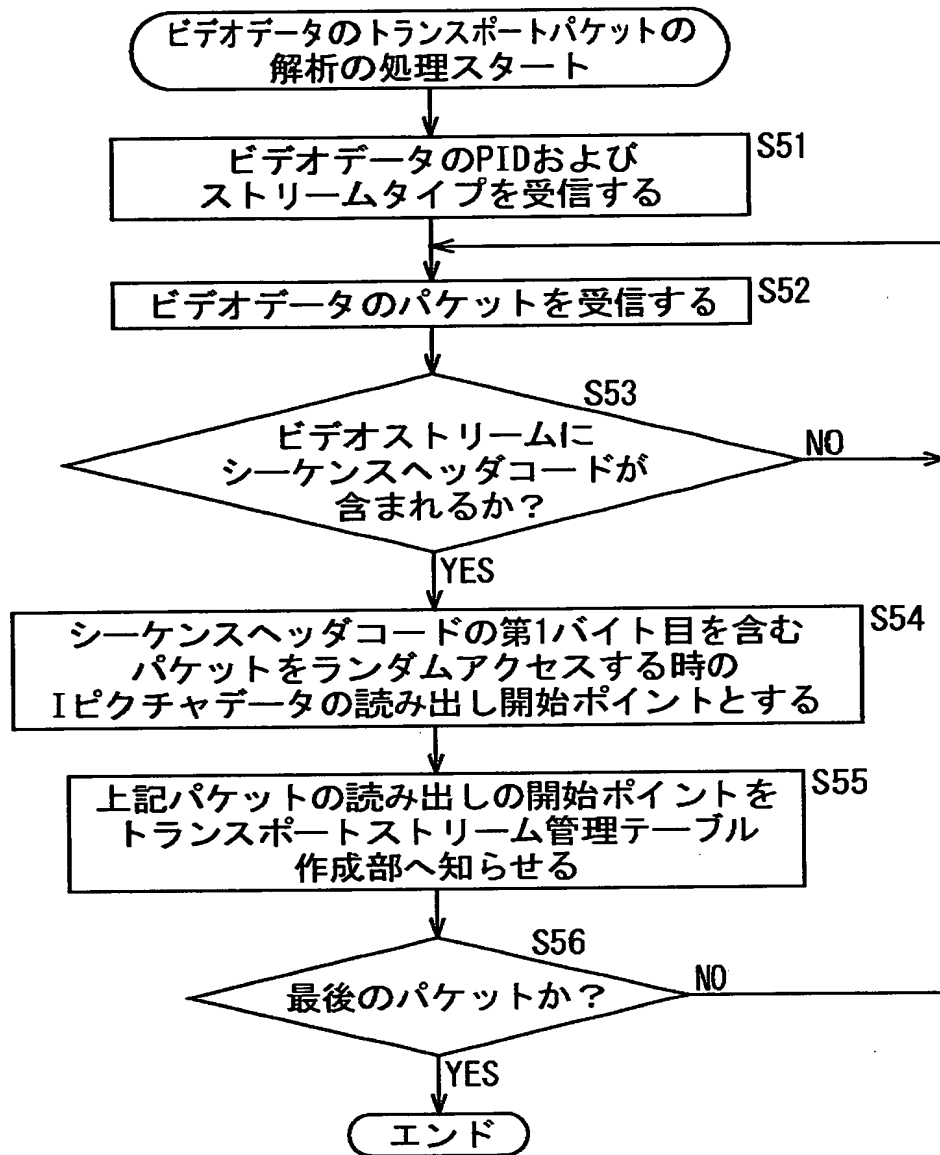 ビデオデータのトランスポートパケットの
解析の処理スタート
S51
ビデオデータのPIDおよび
ストリームタイプを受信する
S52
ビデオデータのパケットを受信する
S53
ビデオストリームに
シーケンスヘッダコードが
含まれるか?
NO
YES
S54
シーケンスヘッダコードの第1バイト目を含む
パケットをランダムアクセスする時の
Iピクチャデータの読み出し開始ポイントとする
S55
上記パケットの読み出しの開始ポイントを
トランスポートストリーム管理テーブル
作成部へ知らせる
S56
最後のパケットか?
NO
YES
エンド